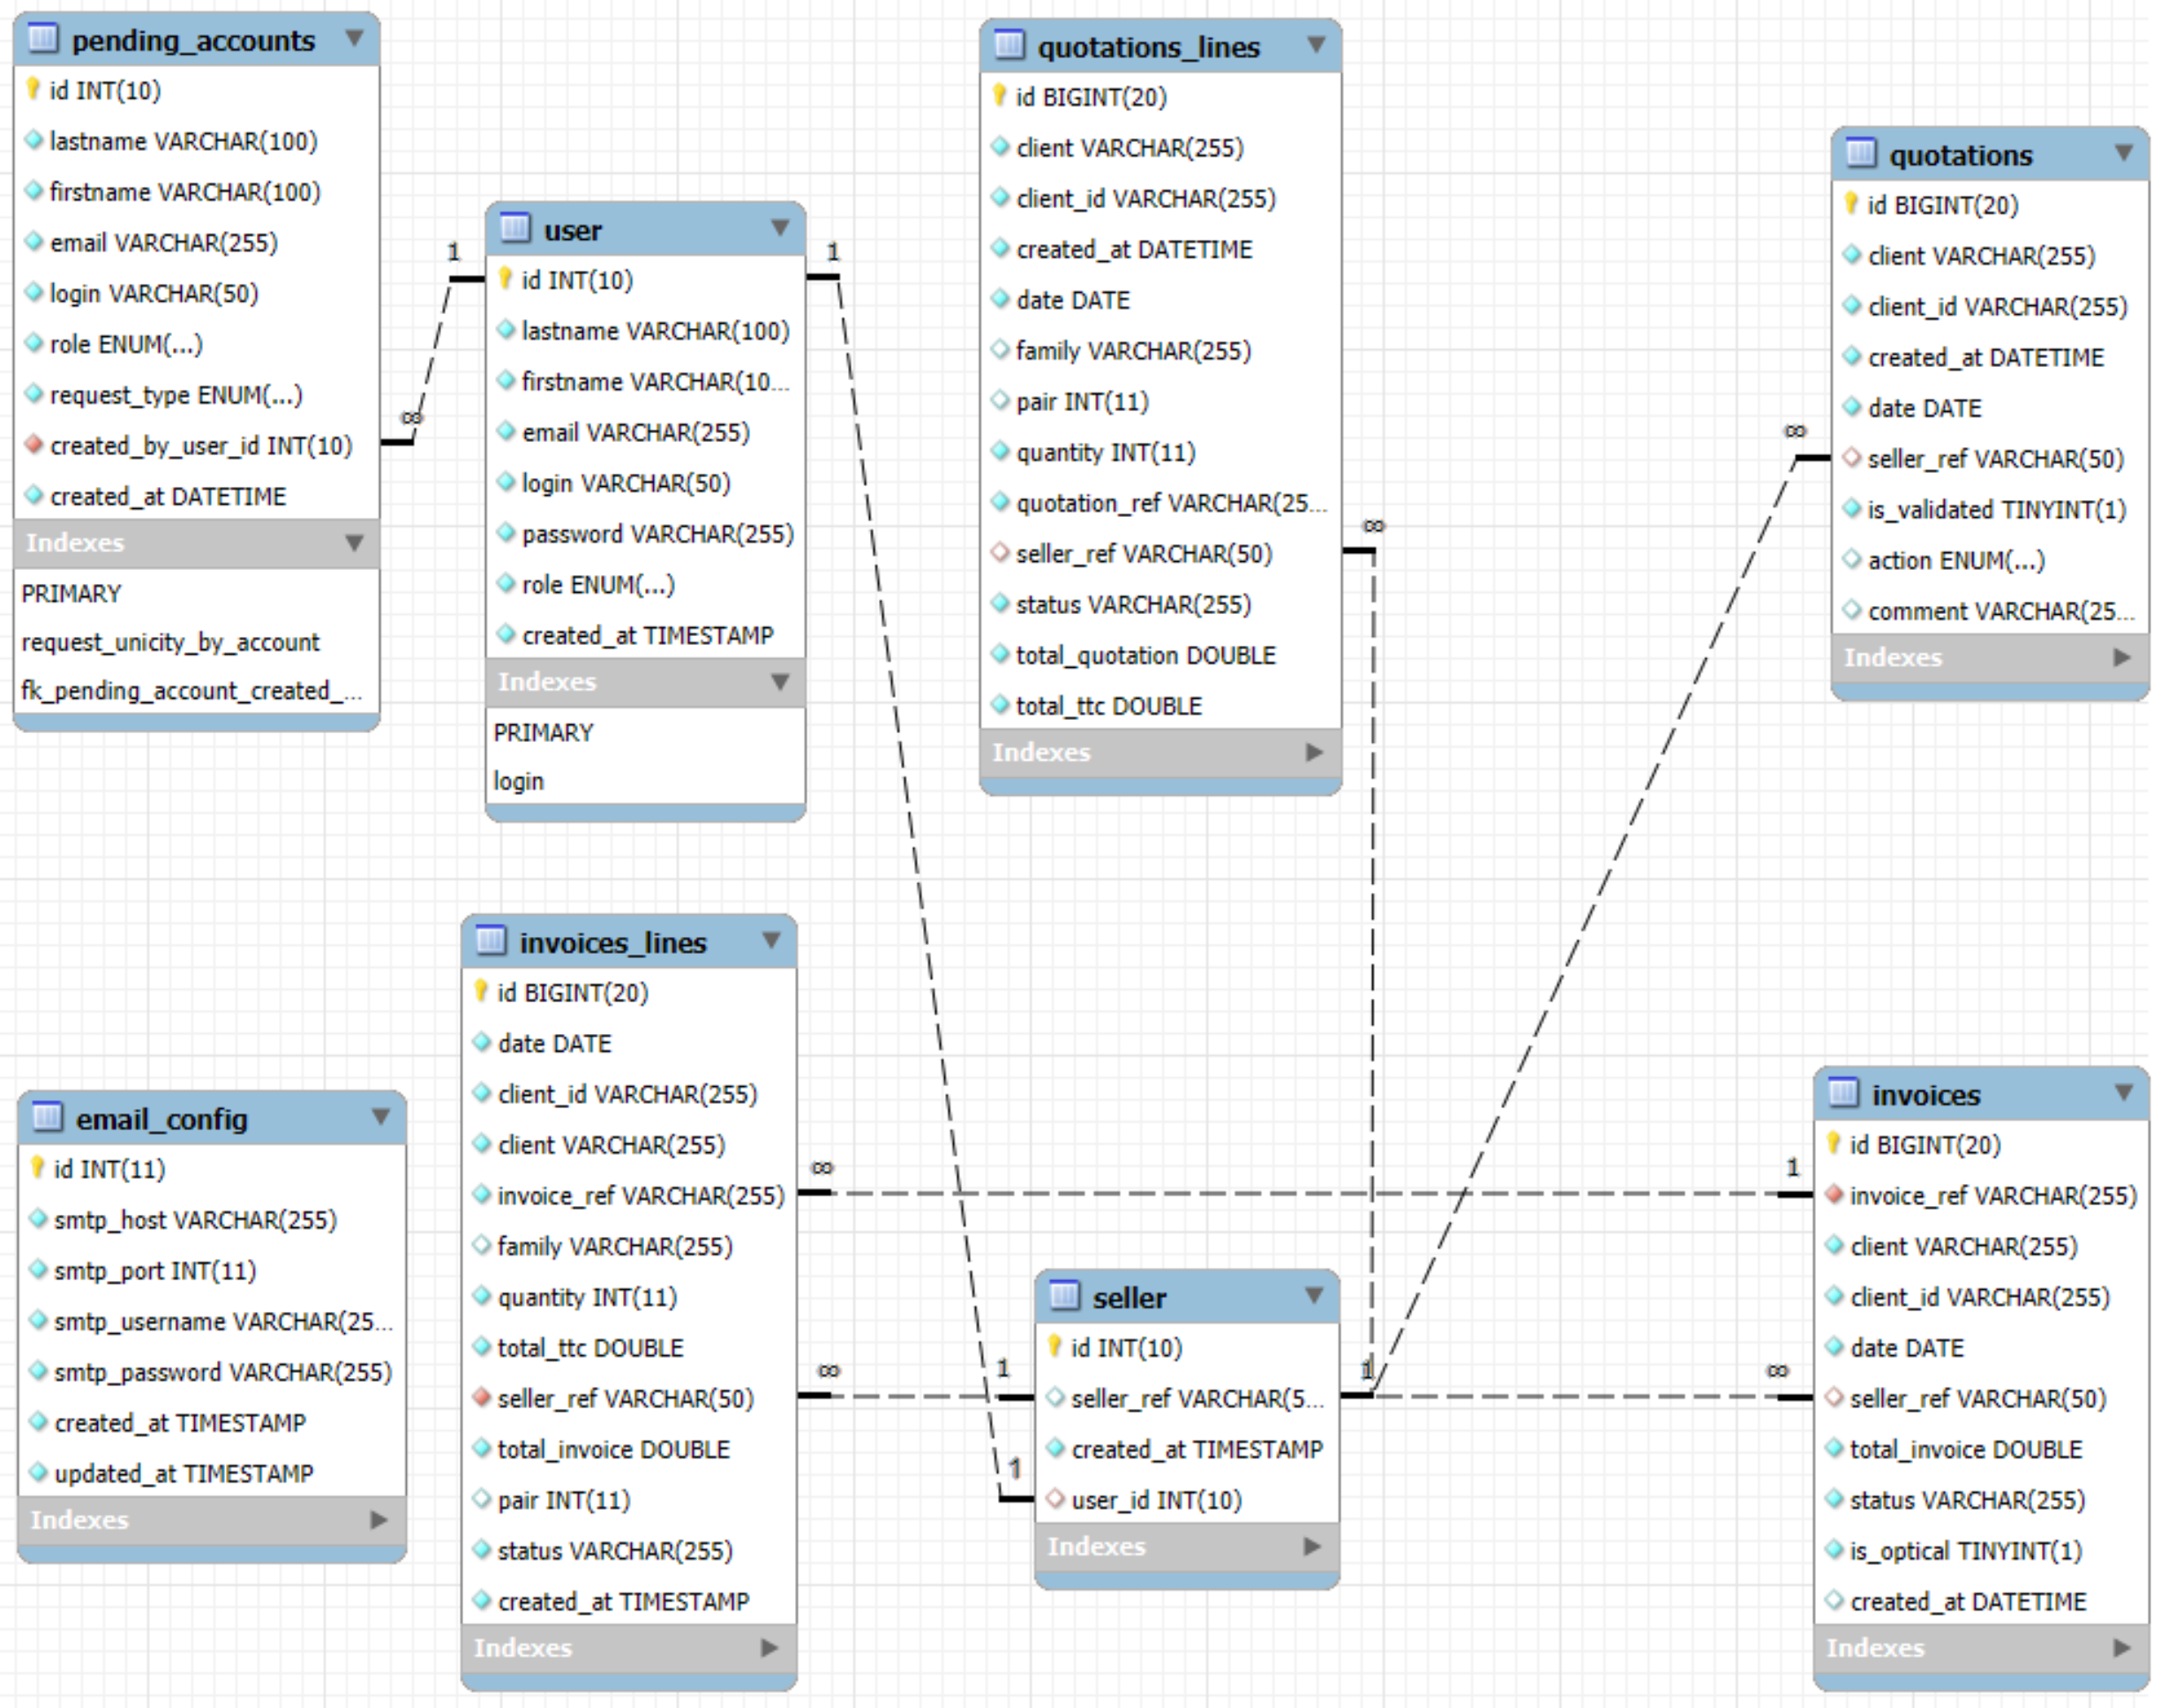 pending_accounts
id INT(10)
lastname VARCHAR(100)
firstname VARCHAR(100)
email VARCHAR(255)
login VARCHAR(50)
role ENUM(...)
request_type ENUM(...)
created_by_user_id INT(10)
created_at DATETIME
Indexes
PRIMARY
request_unicity_by_account
fk_pending_account_created_...
1
∞
user
id INT(10)
lastname VARCHAR(100)
firstname VARCHAR(10...
email VARCHAR(255)
login VARCHAR(50)
password VARCHAR(255)
role ENUM(...)
created_at TIMESTAMP
Indexes
PRIMARY
login
1
quotations_lines
id BIGINT(20)
client VARCHAR(255)
client_id VARCHAR(255)
created_at DATETIME
date DATE
family VARCHAR(255)
pair INT(11)
quantity INT(11)
quotation_ref VARCHAR(25...
seller_ref VARCHAR(50)
status VARCHAR(255)
total_quotation DOUBLE
total_ttc DOUBLE
Indexes
∞
quotations
id BIGINT(20)
client VARCHAR(255)
client_id VARCHAR(255)
created_at DATETIME
date DATE
seller_ref VARCHAR(50)
is_validated TINYINT(1)
action ENUM(...)
comment VARCHAR(25...
Indexes
∞
email_config
id INT(11)
smtp_host VARCHAR(255)
smtp_port INT(11)
smtp_username VARCHAR(25...
smtp_password VARCHAR(255)
created_at TIMESTAMP
updated_at TIMESTAMP
Indexes
invoices_lines
id BIGINT(20)
date DATE
client_id VARCHAR(255)
client VARCHAR(255)
invoice_ref VARCHAR(255)
family VARCHAR(255)
quantity INT(11)
total_ttc DOUBLE
seller_ref VARCHAR(50)
total_invoice DOUBLE
pair INT(11)
status VARCHAR(255)
created_at TIMESTAMP
Indexes
∞
∞
1
1
seller
id INT(10)
seller_ref VARCHAR(5...
created_at TIMESTAMP
user_id INT(10)
Indexes
1
1
∞
invoices
id BIGINT(20)
invoice_ref VARCHAR(255)
client VARCHAR(255)
client_id VARCHAR(255)
date DATE
seller_ref VARCHAR(50)
total_invoice DOUBLE
status VARCHAR(255)
is_optical TINYINT(1)
created_at DATETIME
Indexes